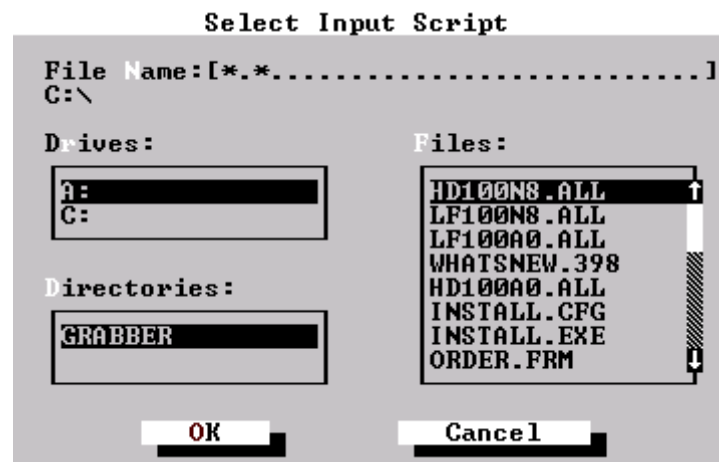 Select Input Script
File Name:[*.*............................]
C:\
Drives:
A:
C:
Directories:
GRABBER
Files:
HD100N8.ALL
LF100N8.ALL
LF100A0.ALL
WHATSNEW.398
HD100A0.ALL
INSTALL.CFG
INSTALL.EXE
ORDER.FRM
OK
Cancel